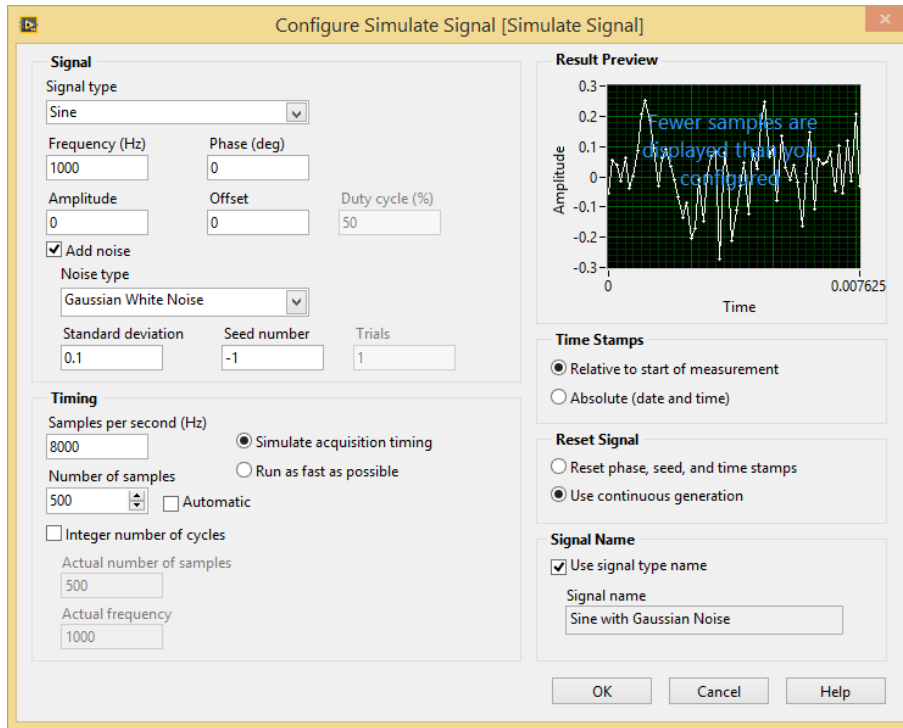 Configure Simulate Signal [Simulate Signal]
Signal
Signal type
Sine
Frequency (Hz)
Phase (deg)
1000
0
Amplitude
Offset
Duty cycle (%)
0
0
50
Add noise
Noise type
Gaussian White Noise
Standard deviation
Seed number
Trials
0.1
-1
1
Timing
Samples per second (Hz)
8000
Simulate acquisition timing
Run as fast as possible
Number of samples
500
Automatic
Integer number of cycles
Actual number of samples
500
Actual frequency
1000
Result Preview
0.3
0.2
0.1
0
-0.1
-0.2
-0.3
Amplitude
Fewer samples are
displayed than you
configured
0
0.007625
Time
Time Stamps
Relative to start of measurement
Absolute (date and time)
Reset Signal
Reset phase, seed, and time stamps
Use continuous generation
Signal Name
Use signal type name
Signal name
Sine with Gaussian Noise
OK
Cancel
Help